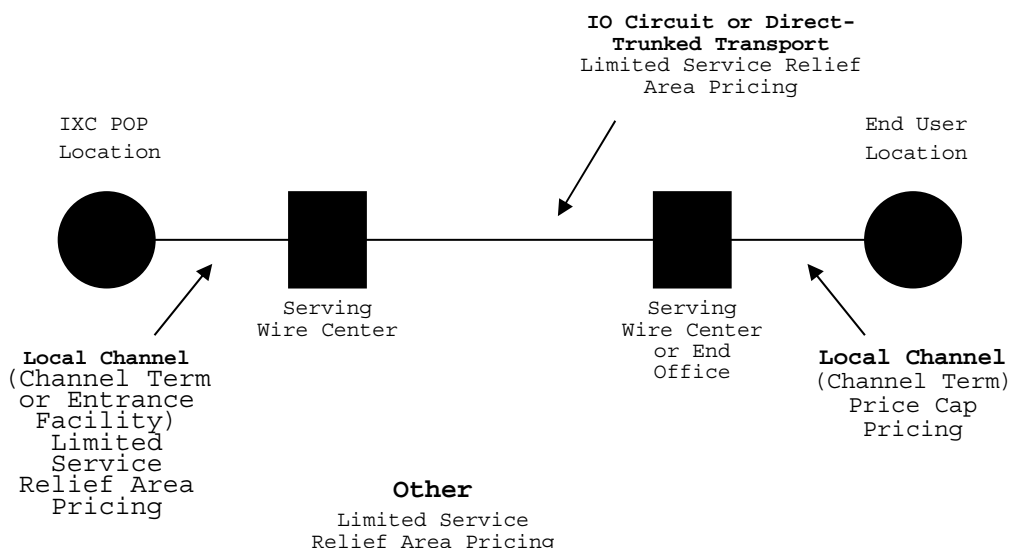 IO Circuit or Direct-
Trunked Transport
Limited Service Relief
Area Pricing
IXC POP
Location
End User
Location
Serving
Wire Center
Serving
Wire Center
or End
Office
Local Channel
(Channel Term
or Entrance
Facility)
Limited
Service
Relief Area
Pricing
Local Channel
(Channel Term)
Price Cap
Pricing
Other
Limited Service
Relief Area Pricing